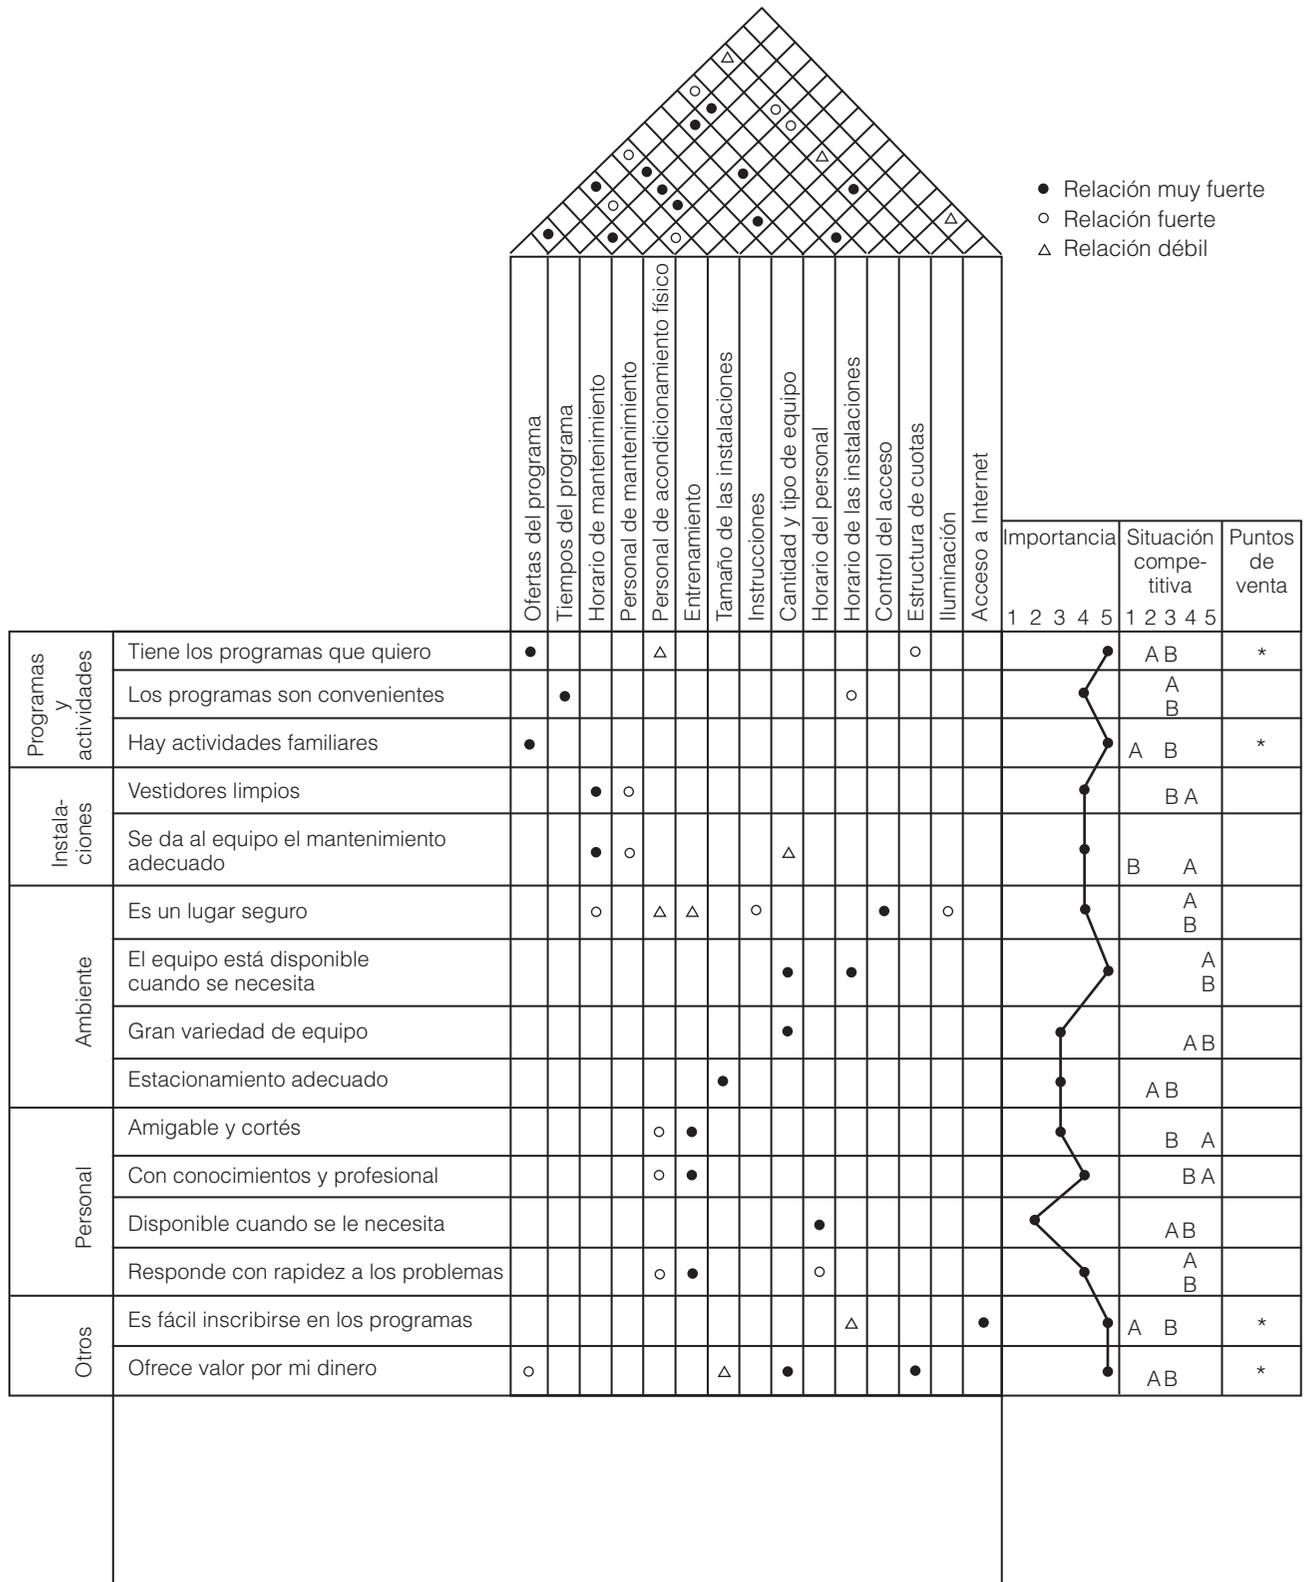 Relación muy fuerte
Relación fuerte
Relación débil
Ofertas del programa
Tiempos del programa
Horario de mantenimiento
Personal de mantenimiento
Personal de acondicionamiento físico
Entrenamiento
Tamaño de las instalaciones
Instrucciones
Cantidad y tipo de equipo
Horario del personal
Horario de las instalaciones
Control del acceso
Estructura de cuotas
Iluminación
Acceso a Internet
Importancia
1 2 3 4 5
Situación
compe-
titiva
1 2 3 4 5
Puntos
de
venta
Programas
y
actividades
Tiene los programas que quiero
A B
*
Los programas son convenientes
A
B
Hay actividades familiares
A B
*
Instala-
ciones
Vestidores limpios
B A
Se da al equipo el mantenimiento
adecuado
B A
Ambiente
Es un lugar seguro
A
B
El equipo está disponible
cuando se necesita
A
B
Gran variedad de equipo
A B
Estacionamiento adecuado
A B
Personal
Amigable y cortés
B A
Con conocimientos y profesional
B A
Disponible cuando se le necesita
A B
Responde con rapidez a los problemas
A
B
Otros
Es fácil inscribirse en los programas
A B
*
Ofrece valor por mi dinero
A B
*